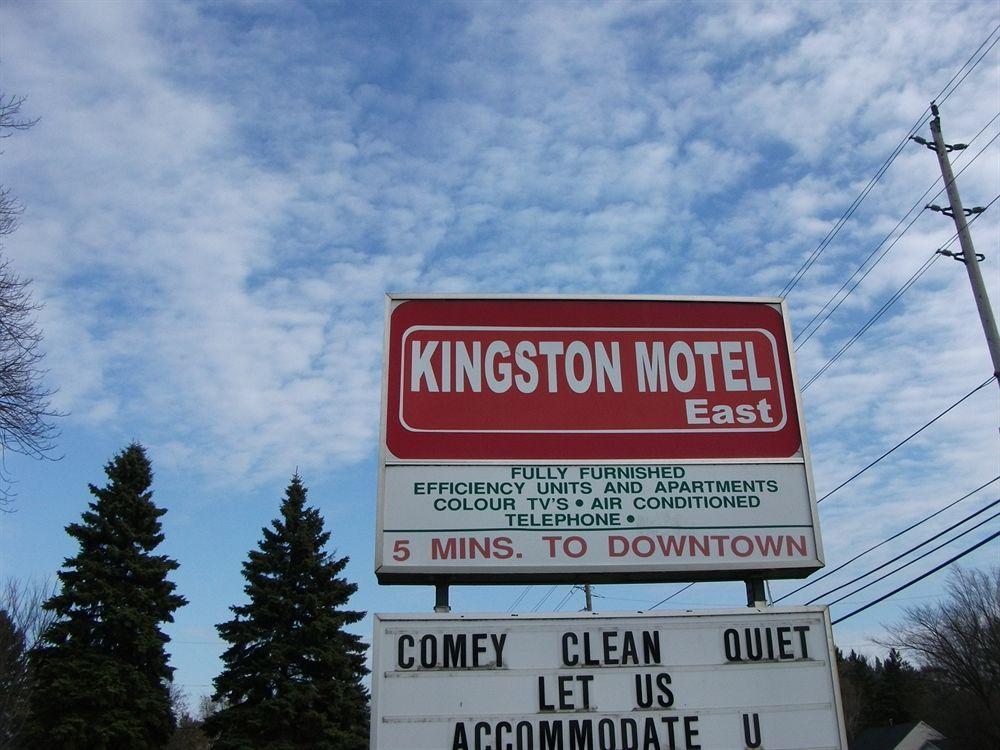 KINGSTON MOTEL
East
FULLY FURNISHED
EFFICIENCY UNITS AND APARTMENTS
COLOUR TV'S • AIR CONDITIONED
TELEPHONE •
5 MINS. TO DOWNTOWN
COMFY CLEAN QUIET
LET US
ACCOMMODATE U